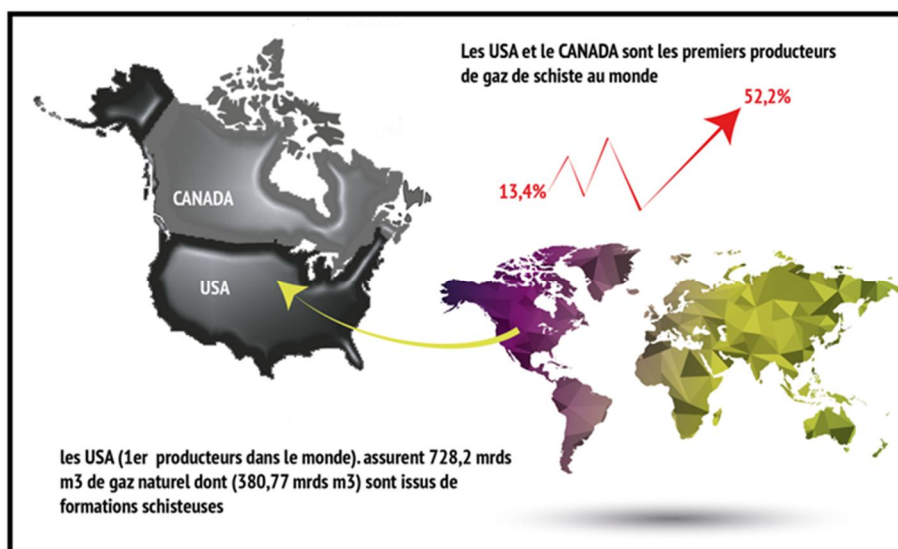 Les USA et le CANADA sont les premiers producteurs
de gaz de schiste au monde
52,2%
13,4%
CANADA
USA
les USA (1er producteurs dans le monde). assurent 728,2 mrds
m3 de gaz naturel dont (380,77 mrds m3) sont issus de
formations schisteuses